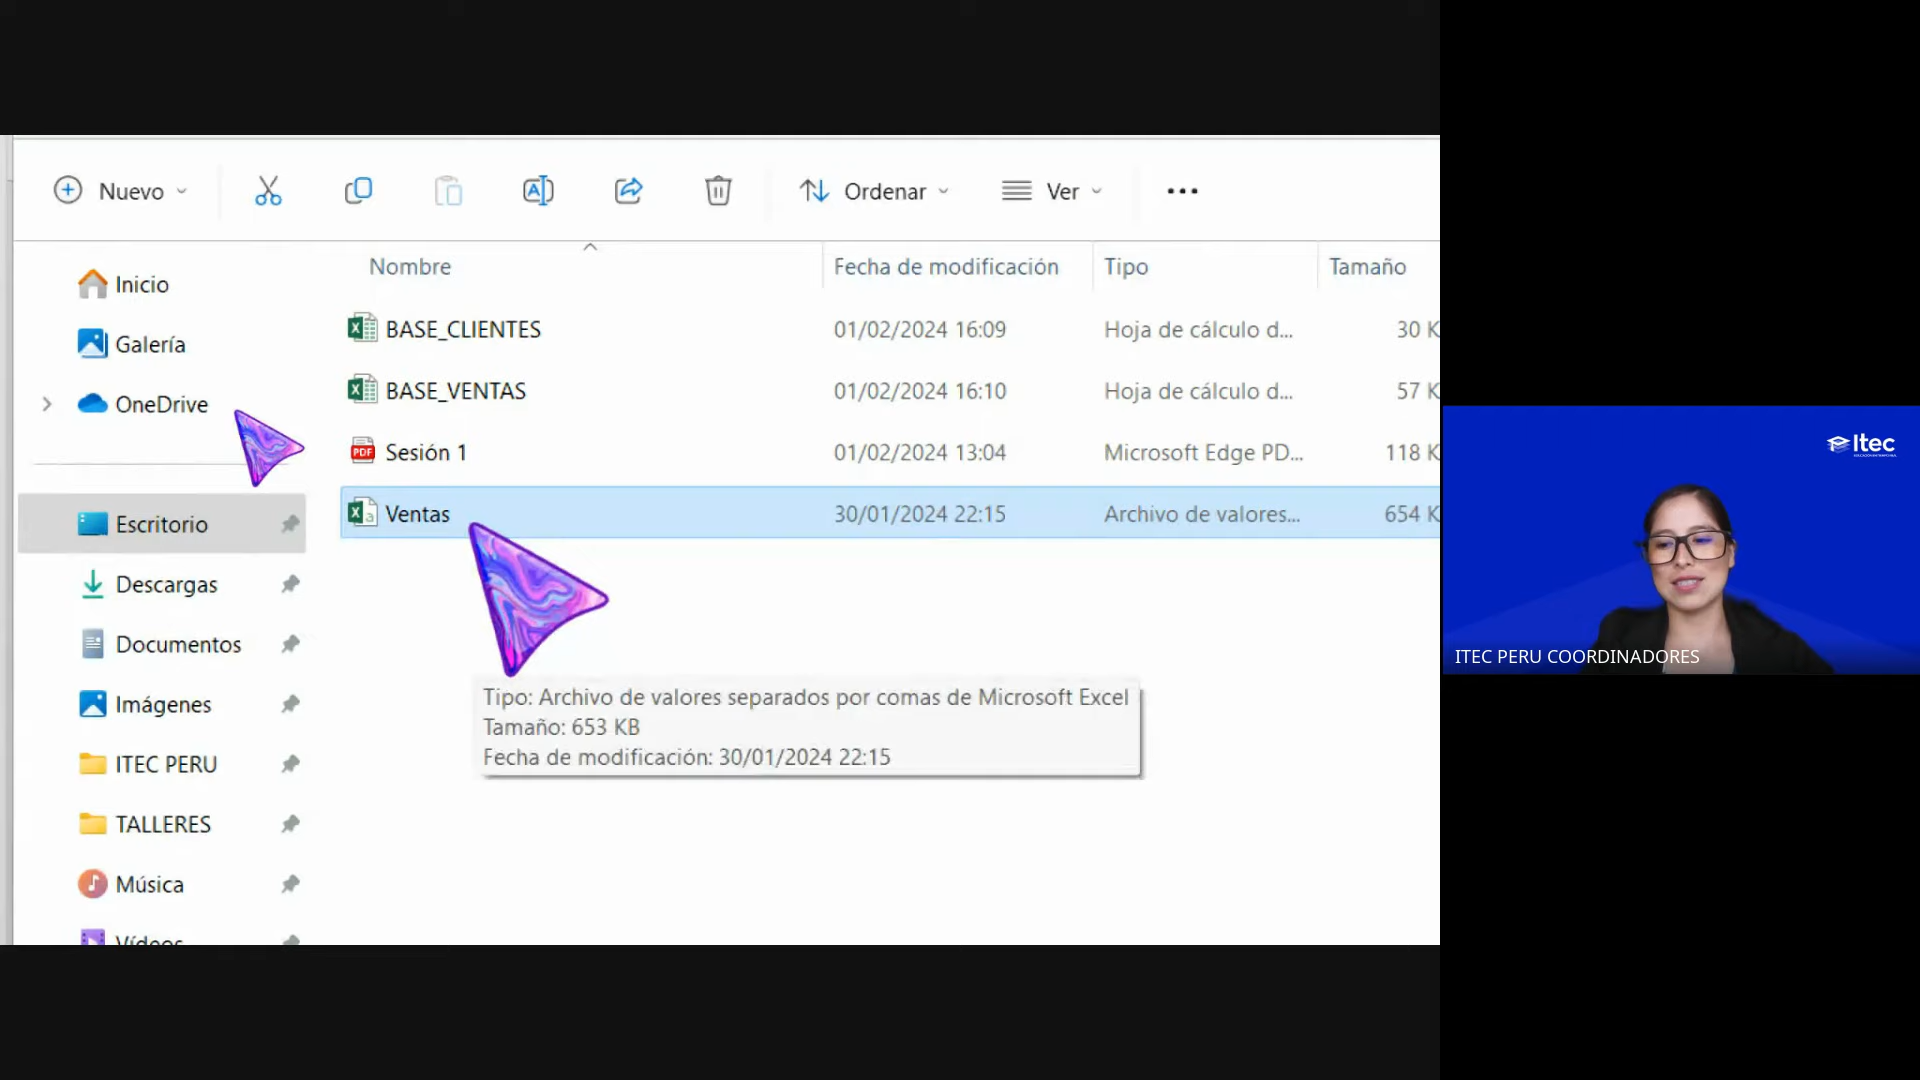 Nuevo
Ordenar
Ver
Nombre
Fecha de modificación
Tipo
Tamaño
Inicio
Galería
OneDrive
Escritorio
Descargas
Documentos
Imágenes
ITEC PERU
TALLERES
Música
Vídeos
BASE_CLIENTES 01/02/2024 16:09 Hoja de cálculo d... 30 K
BASE_VENTAS 01/02/2024 16:10 Hoja de cálculo d... 57 K
PDF Sesión 1 01/02/2024 13:04 Microsoft Edge PD... 118 K
Ventas 30/01/2024 22:15 Archivo de valores... 654 K
Tipo: Archivo de valores separados por comas de Microsoft Excel
Tamaño: 653 KB
Fecha de modificación: 30/01/2024 22:15
Itec
ITEC PERU COORDINADORES